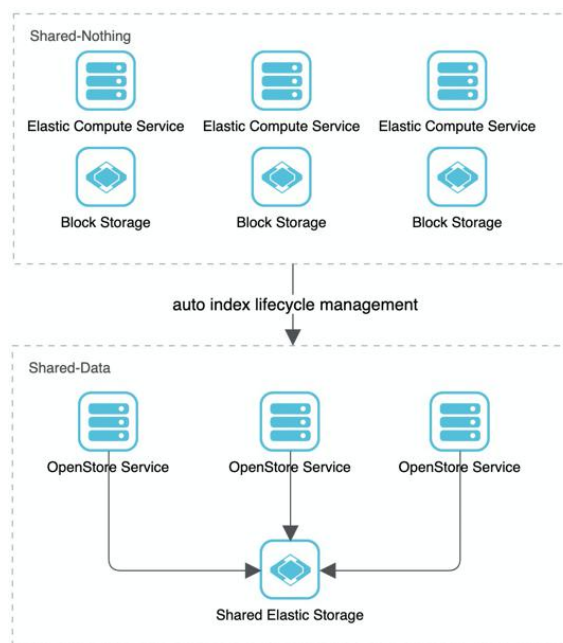 Shared-Nothing
Elastic Compute Service
Elastic Compute Service
Elastic Compute Service
Block Storage
Block Storage
Block Storage
auto index lifecycle management
Shared-Data
OpenStore Service
OpenStore Service
OpenStore Service
Shared Elastic Storage